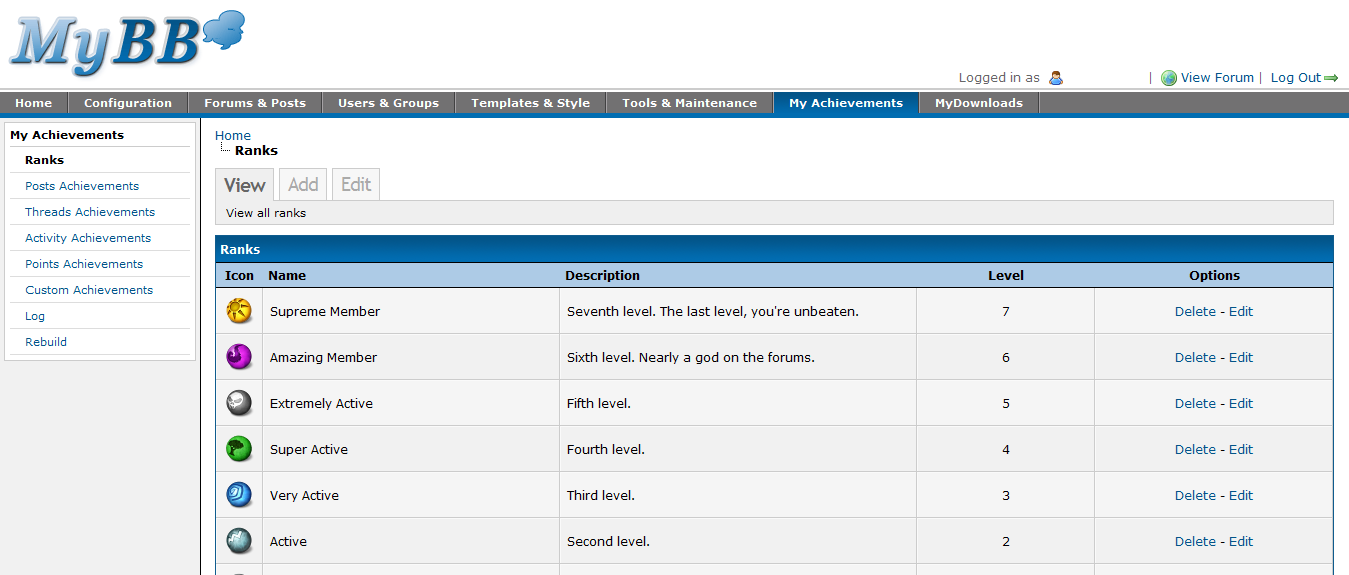 MyBB
Logged in as | View Forum | Log Out
Home Configuration Forums & Posts Users & Groups Templates & Style Tools & Maintenance My Achievements MyDownloads
My Achievements
Ranks
Posts Achievements
Threads Achievements
Activity Achievements
Points Achievements
Custom Achievements
Log
Rebuild
Home
Ranks
View Add Edit
View all ranks
Ranks
Icon Name Description Level Options
Supreme Member Seventh level. The last level, you're unbeaten. 7 Delete - Edit
Amazing Member Sixth level. Nearly a god on the forums. 6 Delete - Edit
Extremely Active Fifth level. 5 Delete - Edit
Super Active Fourth level. 4 Delete - Edit
Very Active Third level. 3 Delete - Edit
Active Second level. 2 Delete - Edit